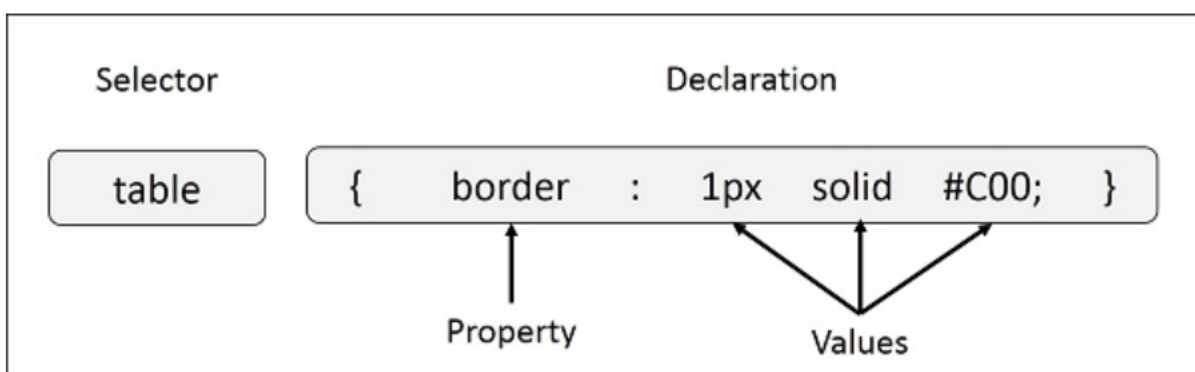 Selector Declaration
table { border : 1px solid #C00; }
Property Values